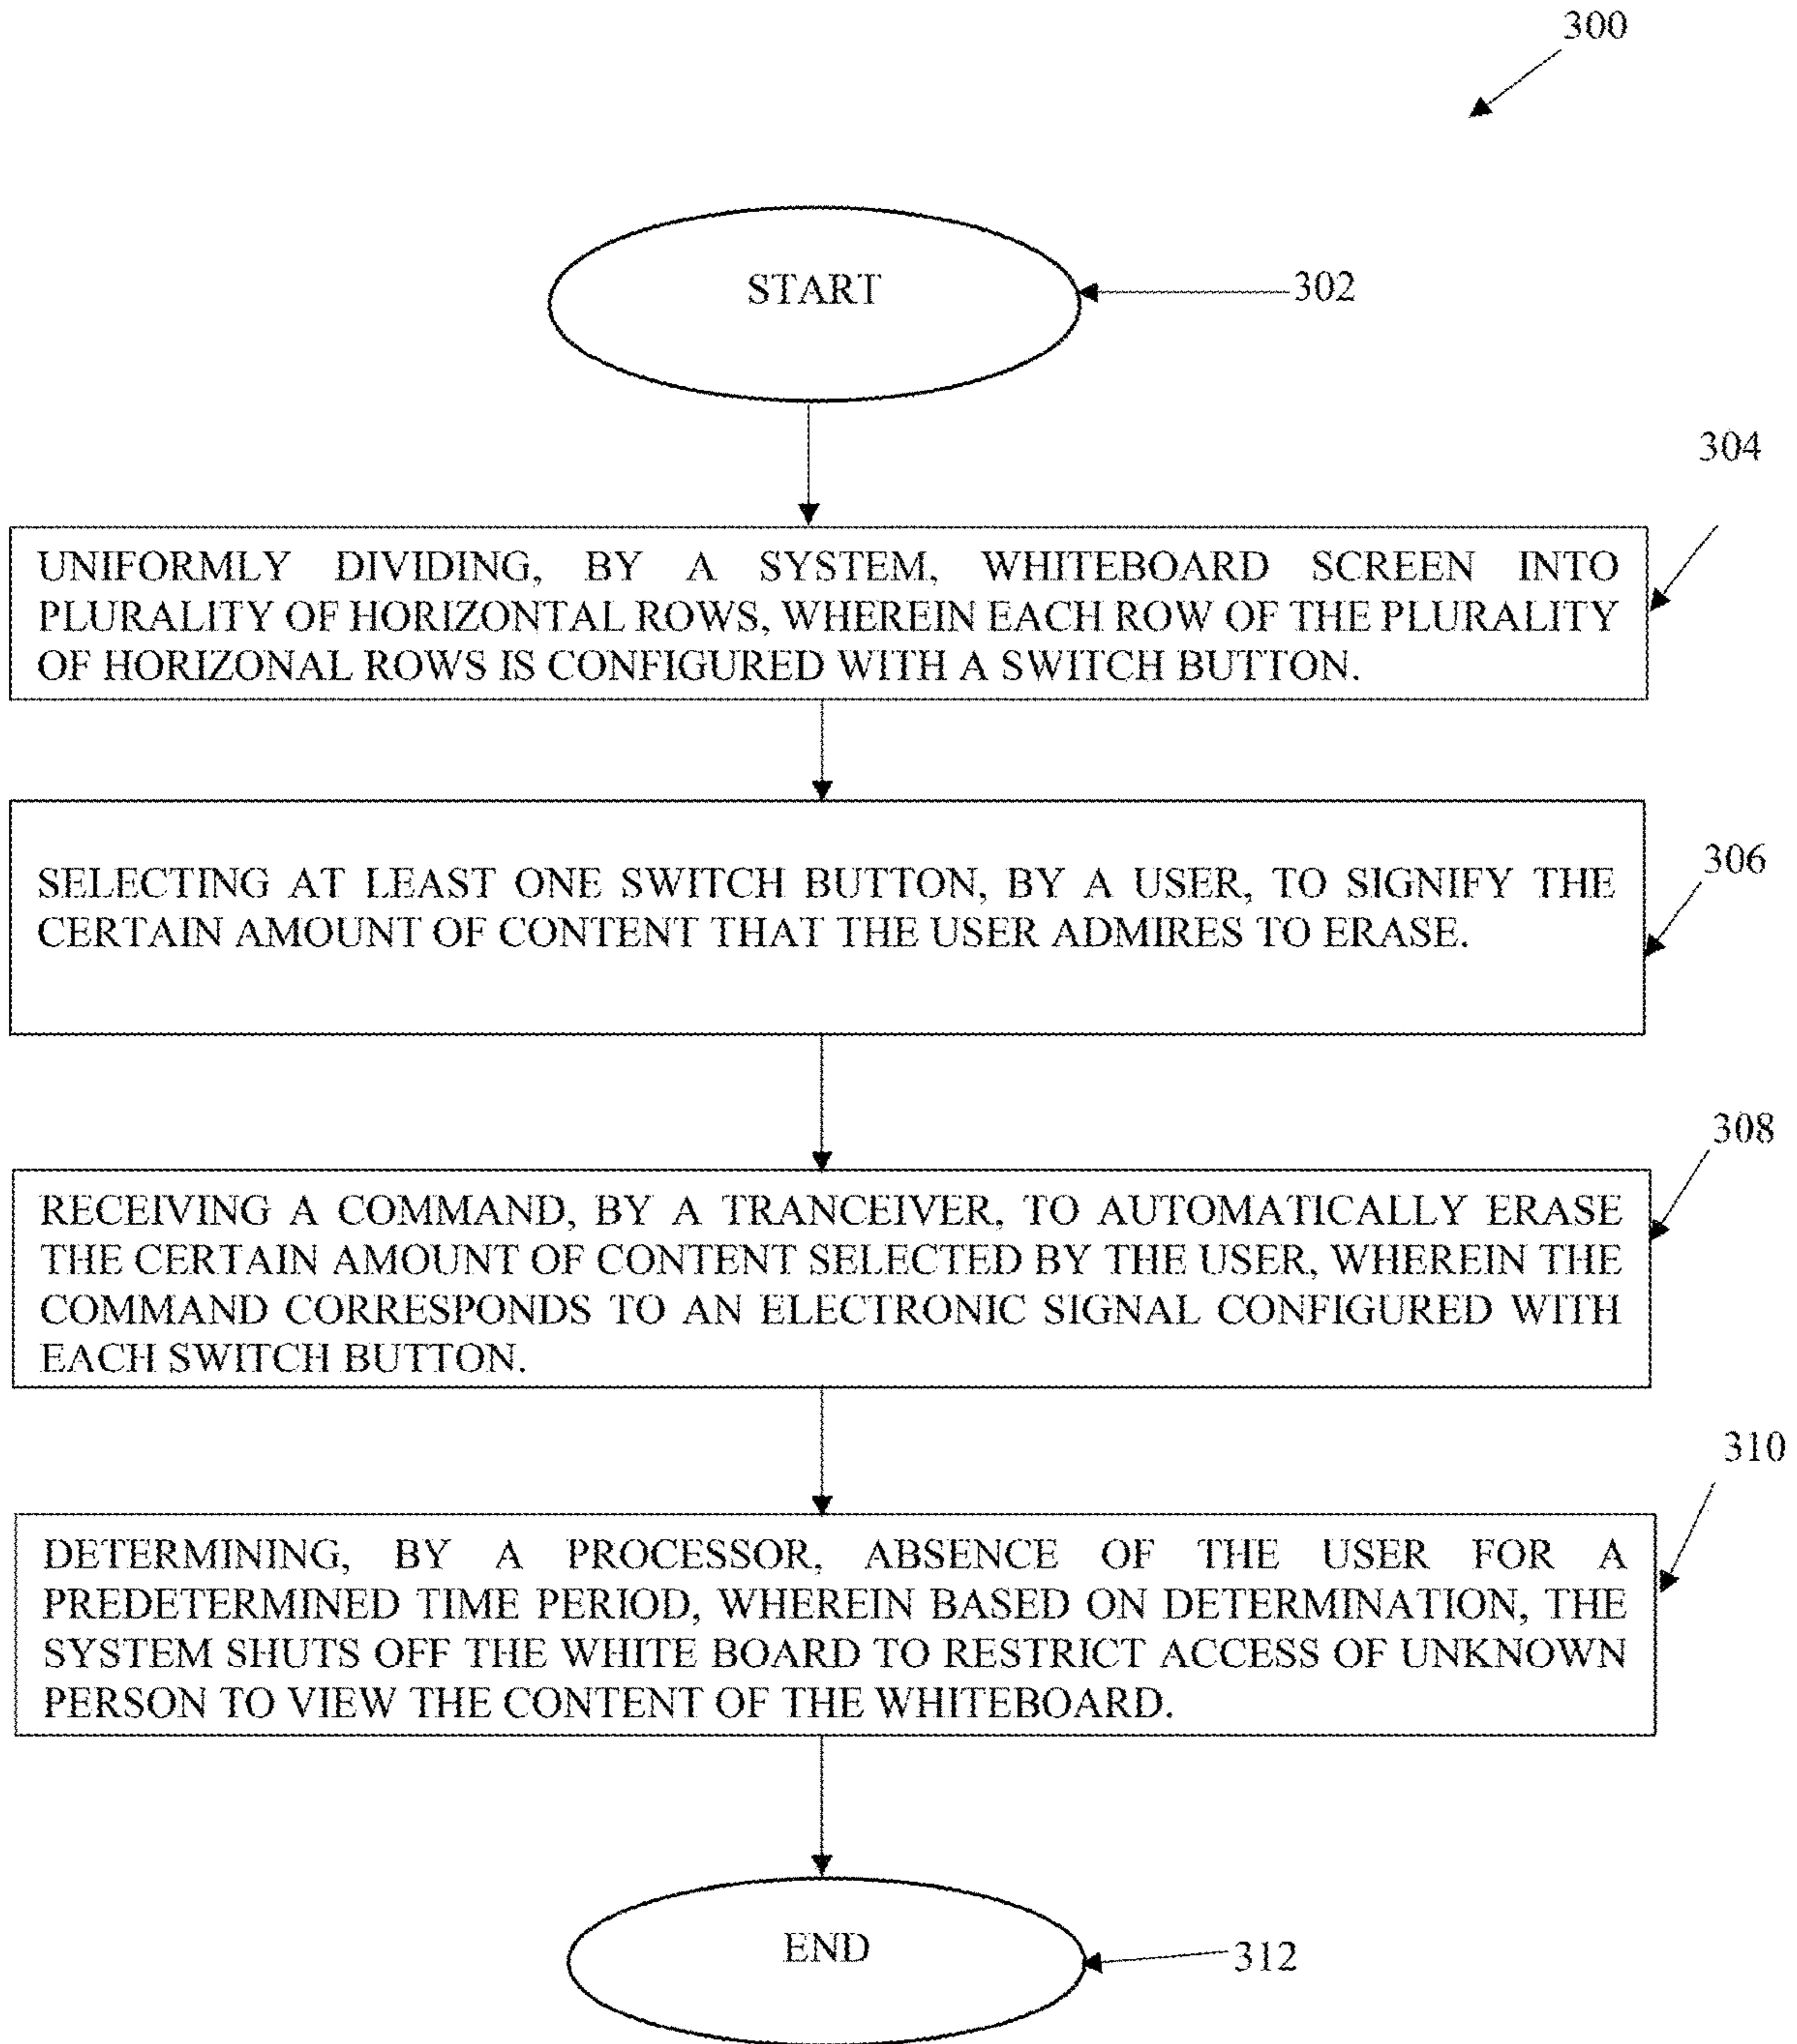 300
START
302
304
UNIFORMLY DIVIDING, BY A SYSTEM, WHITEBOARD SCREEN INTO
PLURALITY OF HORIZONTAL ROWS, WHEREIN EACH ROW OF THE PLURALITY
OF HORIZONAL ROWS IS CONFIGURED WITH A SWITCH BUTTON.
306
SELECTING AT LEAST ONE SWITCH BUTTON, BY A USER, TO SIGNIFY THE
CERTAIN AMOUNT OF CONTENT THAT THE USER ADMIRES TO ERASE.
308
RECEIVING A COMMAND, BY A TRANCEIVER, TO AUTOMATICALLY ERASE
THE CERTAIN AMOUNT OF CONTENT SELECTED BY THE USER, WHEREIN THE
COMMAND CORRESPONDS TO AN ELECTRONIC SIGNAL CONFIGURED WITH
EACH SWITCH BUTTON.
310
DETERMINING, BY A PROCESSOR, ABSENCE OF THE USER FOR A
PREDETERMINED TIME PERIOD, WHEREIN BASED ON DETERMINATION, THE
SYSTEM SHUTS OFF THE WHITE BOARD TO RESTRICT ACCESS OF UNKNOWN
PERSON TO VIEW THE CONTENT OF THE WHITEBOARD.
END
312